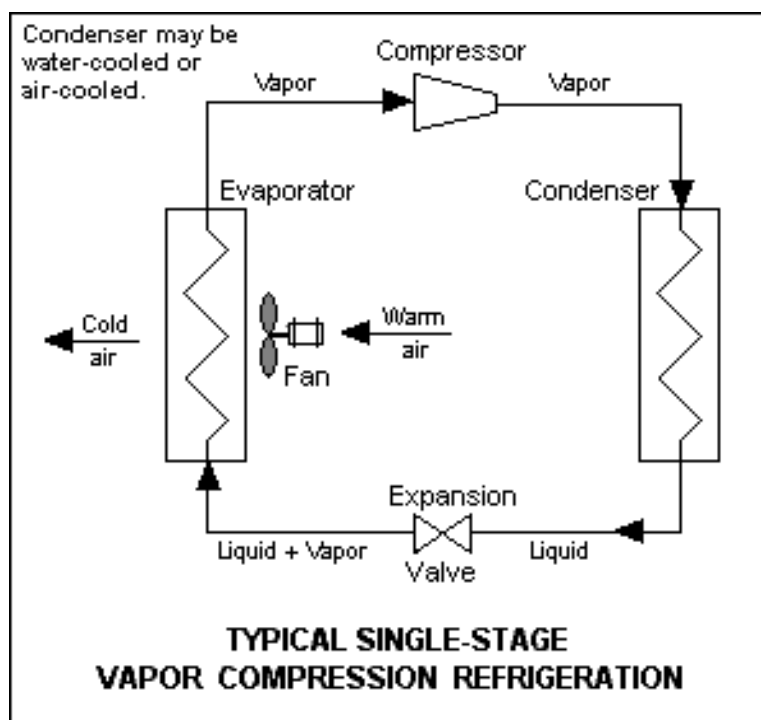 Condenser may be
water-cooled or
air-cooled.
Compressor
Vapor
Vapor
Evaporator
Condenser
Cold
air
Warm
air
Fan
Expansion
Valve
Liquid + Vapor
Liquid
TYPICAL SINGLE-STAGE
VAPOR COMPRESSION REFRIGERATION